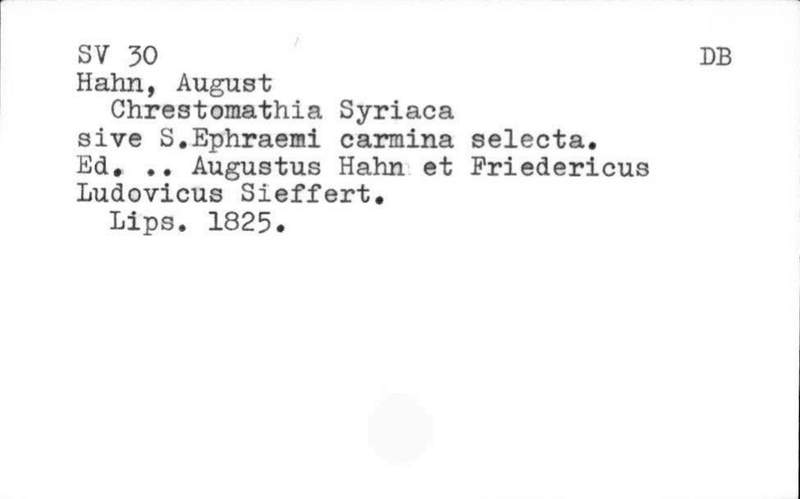 SV 30 DB
Hahn, August
Chrestomathia Syriaca
sive S.Ephraemi carmina selecta.
Ed. .. Augustus Hahn et Friedericus
Ludovicus Sieffert.
Lips. 1825.